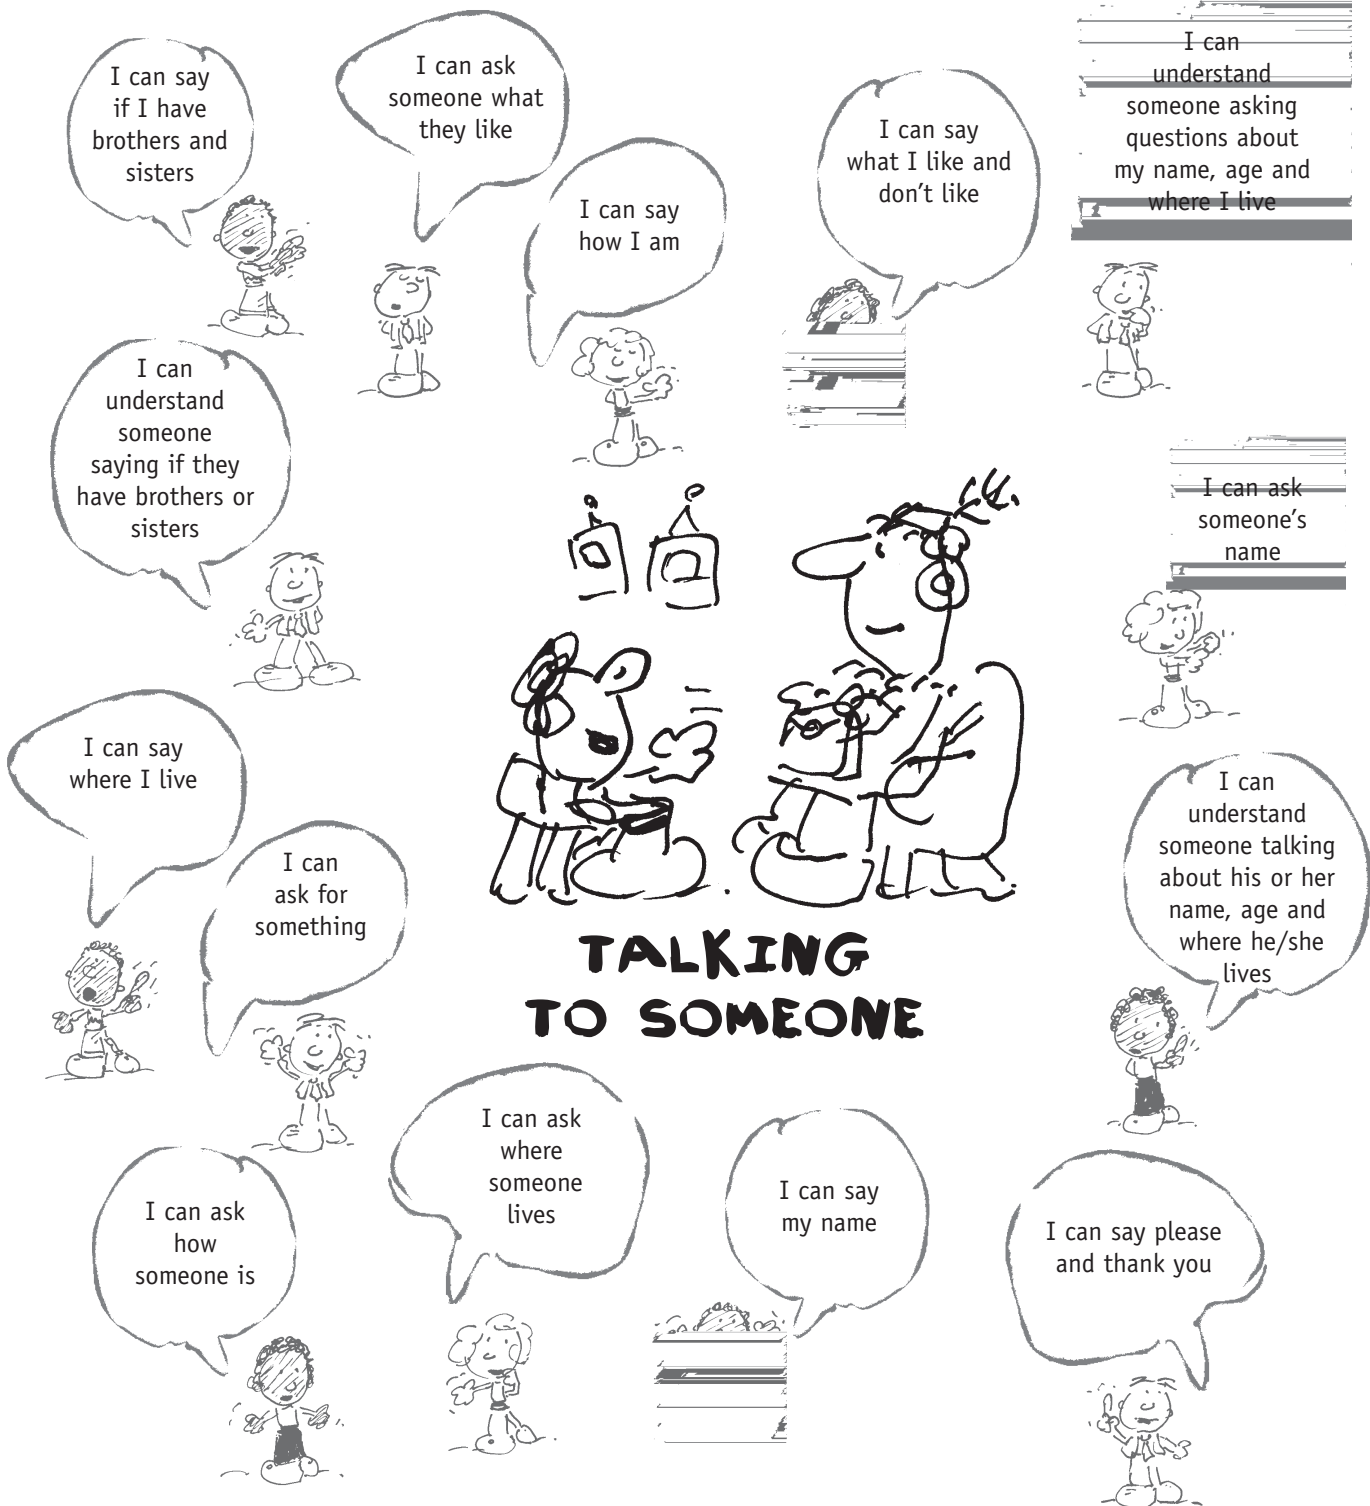 I can say
if I have
brothers and
sisters
I can ask
someone what
they like
I can say
how I am
I can say
what I like and
don't like
I can
understand
someone asking
questions about
my name, age and
where I live
I can
understand
someone
saying if they
have brothers or
sisters
I can ask
someone's
name
I can say
where I live
I can
ask for
something
I can
understand
someone talking
about his or her
name, age and
where he/she
lives
TALKING
TO SOMEONE
I can ask
how
someone is
I can ask
where
someone
lives
I can say
my name
I can say please
and thank you